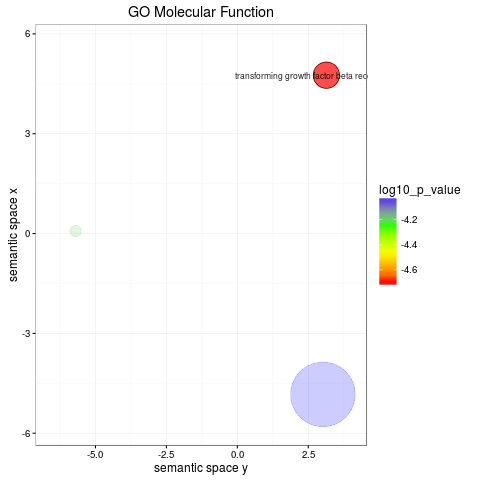 GO Molecular Function
6
3
0
-3
-6
semantic space x
transforming growth factor beta rec
-5.0
-2.5
0.0
2.5
semantic space y
log10_p_value
-4.2
-4.4
-4.6